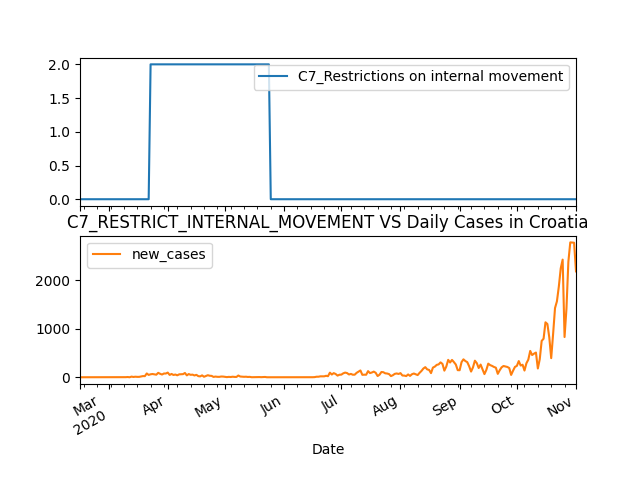 2.0
C7_Restrictions on internal movement
1.5
1.0
0.5
0.0
C7_RESTRICT_INTERNAL_MOVEMENT VS Daily Cases in Croatia
new_cases
2000
1000
0
Mar
2020
Apr
May
Jun
Jul
Aug
Sep
Oct
Nov
Date